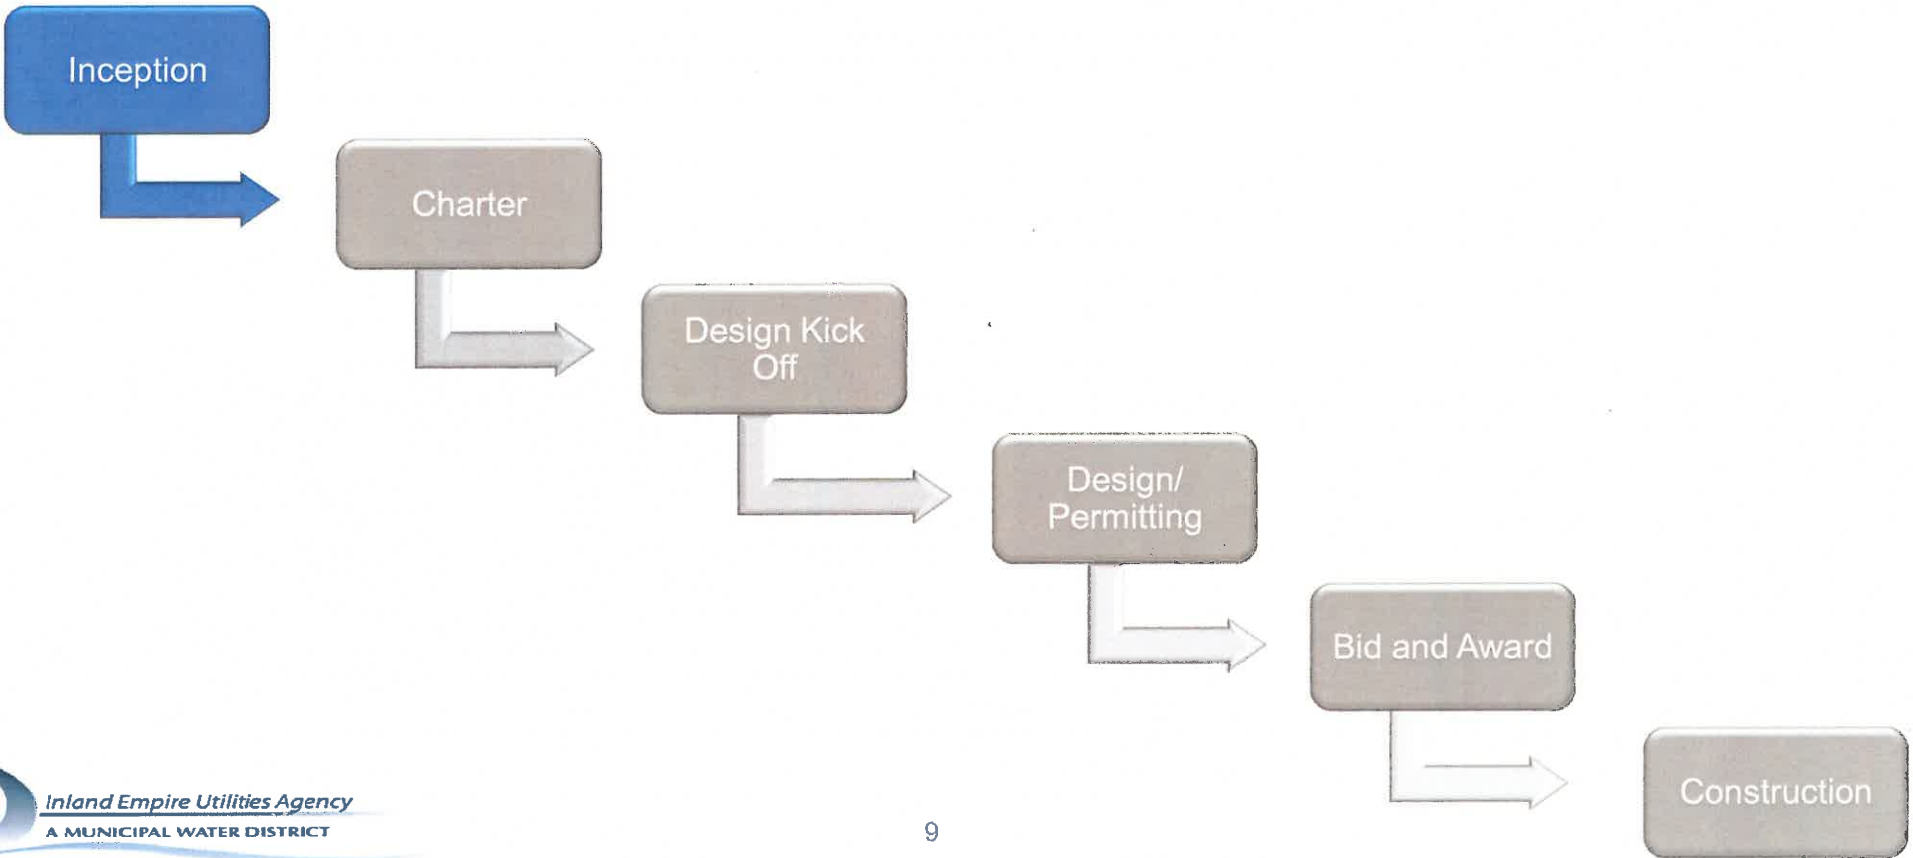 Inception
Charter
Design Kick
Off
Design/
Permitting
Bid and Award
Construction
Inland Empire Utilities Agency
A MUNICIPAL WATER DISTRICT
9